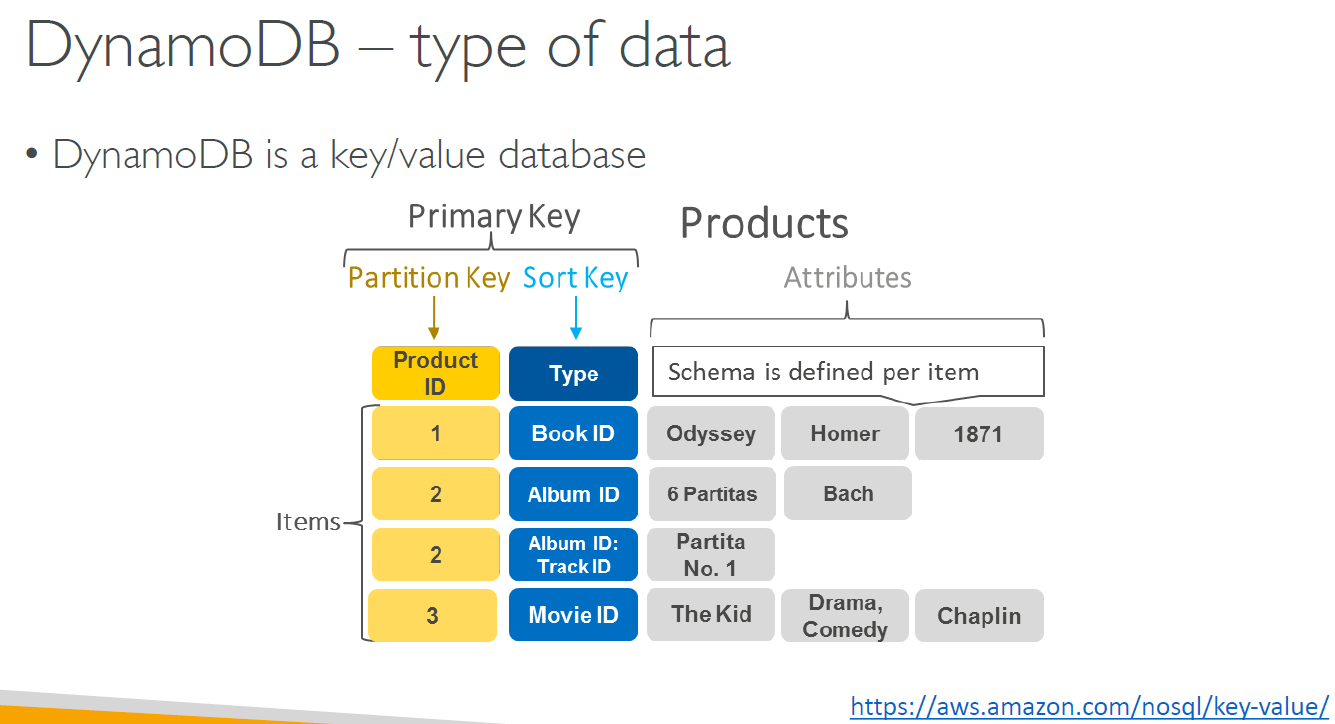 DynamoDB – type of data
• DynamoDB is a key/value database
Primary Key
Products
Partition Key
Sort Key
Attributes
Product
ID
Type
Schema is defined per item
1
Book ID
Odyssey
Homer
1871
Items
2
Album ID
6 Partitas
Bach
2
Album ID:
Track ID
Partita
No. 1
3
Movie ID
The Kid
Drama,
Comedy
Chaplin
https://aws.amazon.com/nosql/key-value/